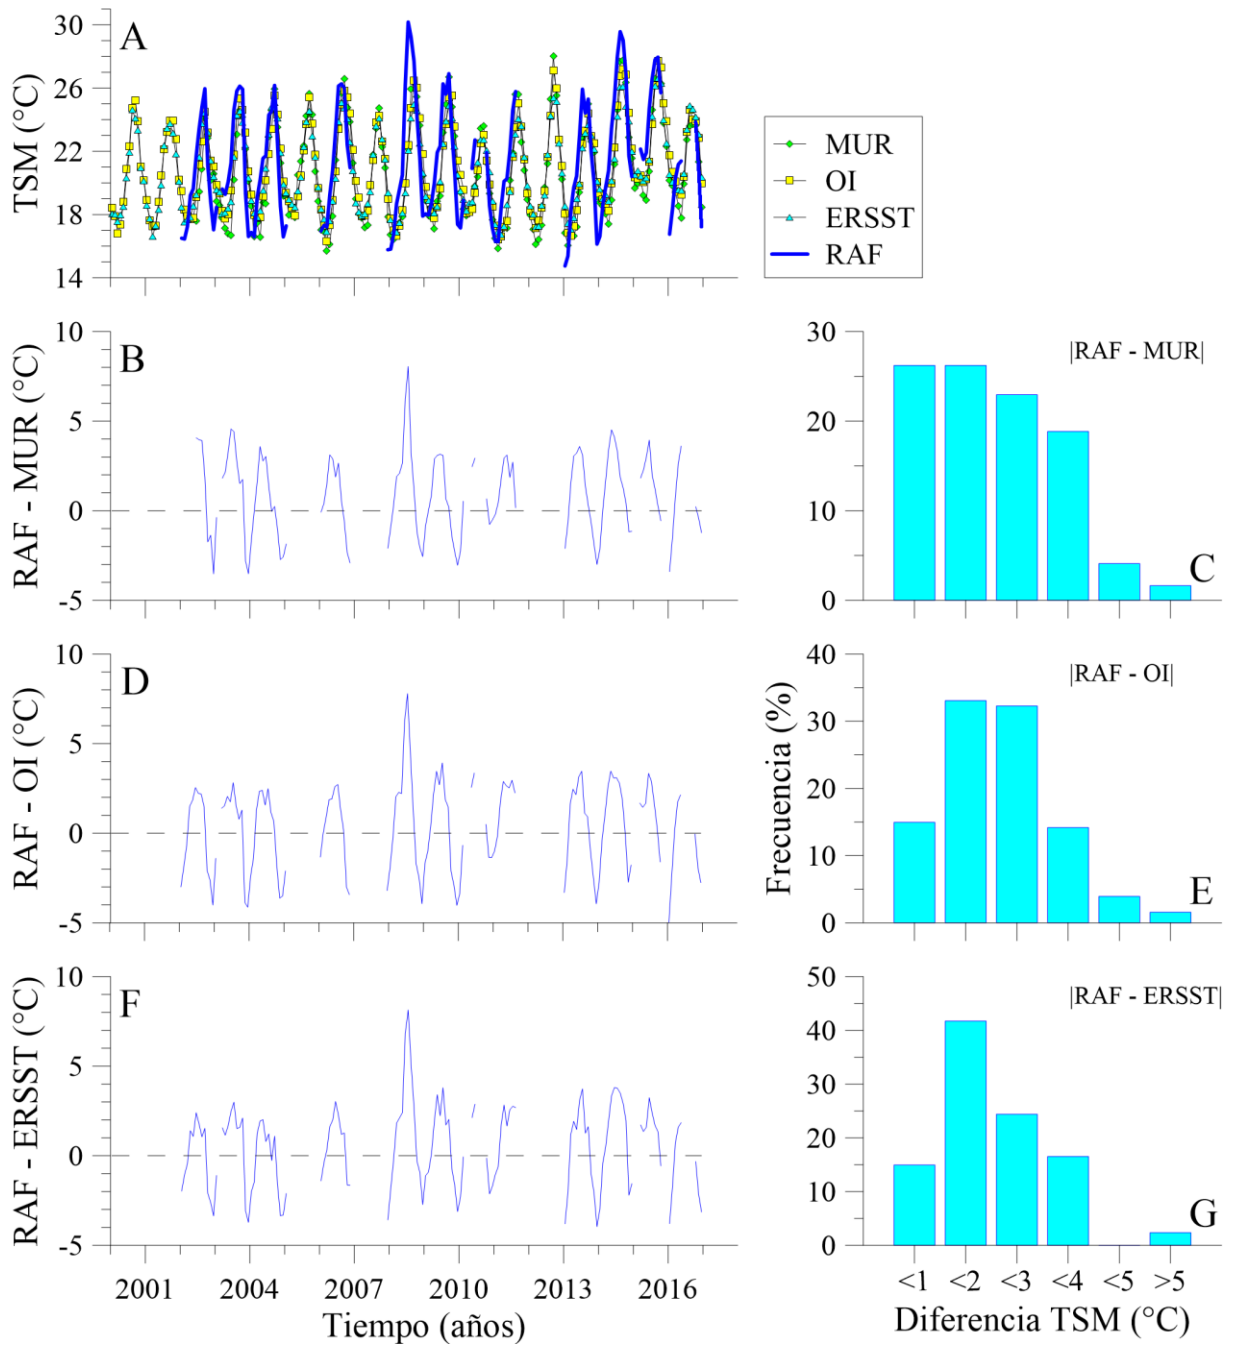 A
TSM (°C)
30
26
22
18
14
MUR
OI
ERSST
RAF
B
RAF - MUR (°C)
10
5
0
-5
|RAF - MUR|
C
30
20
10
0
D
RAF - OI (°C)
10
5
0
-5
|RAF - OI|
E
Frecuencia (%)
40
30
20
10
0
F
RAF - ERSST (°C)
10
5
0
-5
2001 2004 2007 2010 2013 2016
Tiempo (años)
|RAF - ERSST|
G
50
40
30
20
10
0
<1 <2 <3 <4 <5 >5
Diferencia TSM (°C)